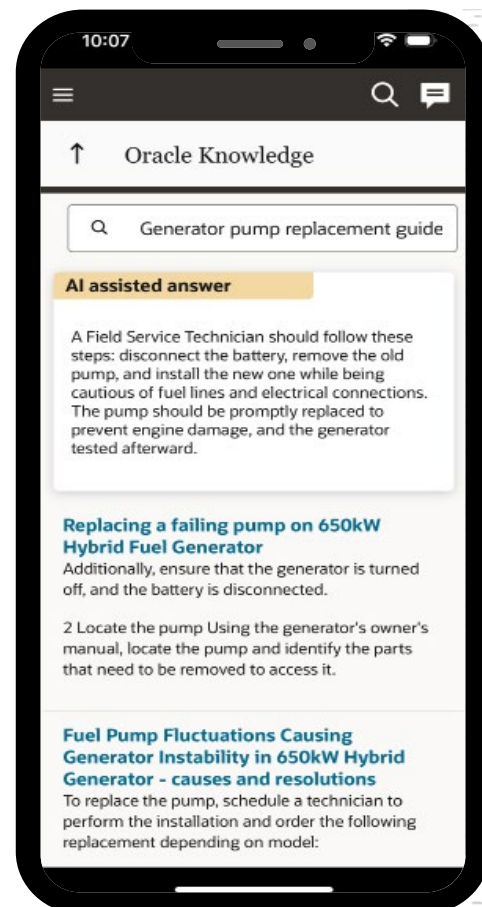 10:07
Oracle Knowledge
Generator pump replacement guide
AI assisted answer
A Field Service Technician should follow these
steps: disconnect the battery, remove the old
pump, and install the new one while being
cautious of fuel lines and electrical connections.
The pump should be promptly replaced to
prevent engine damage, and the generator
tested afterward.
Replacing a failing pump on 650kW
Hybrid Fuel Generator
Additionally, ensure that the generator is turned
off, and the battery is disconnected.
2 Locate the pump Using the generator's owner's
manual, locate the pump and identify the parts
that need to be removed to access it.
Fuel Pump Fluctuations Causing
Generator Instability in 650kW Hybrid
Generator - causes and resolutions
To replace the pump, schedule a technician to
perform the installation and order the following
replacement depending on model: